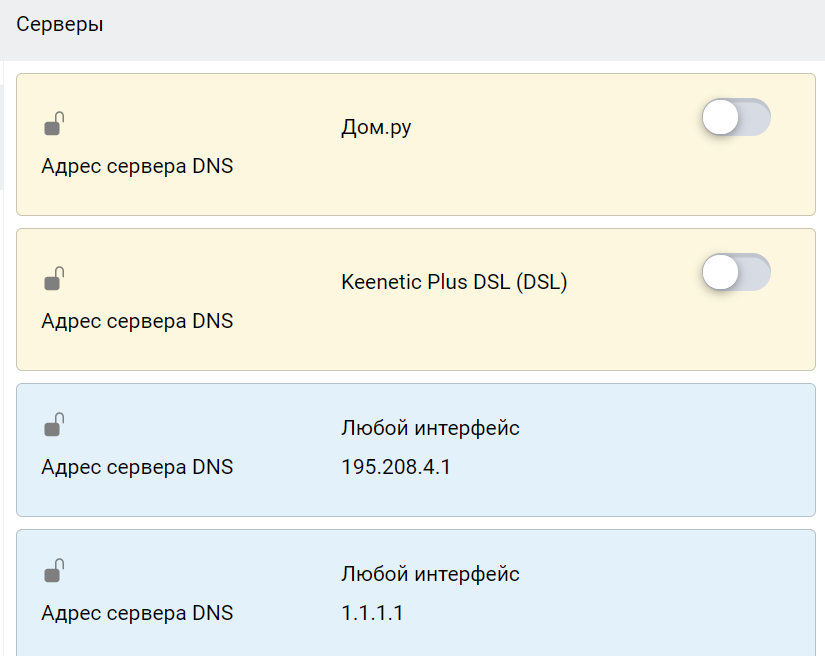 Серверы
Дом.ру
Адрес сервера DNS
Keenetic Plus DSL (DSL)
Адрес сервера DNS
Любой интерфейс
Адрес сервера DNS 195.208.4.1
Любой интерфейс
Адрес сервера DNS 1.1.1.1